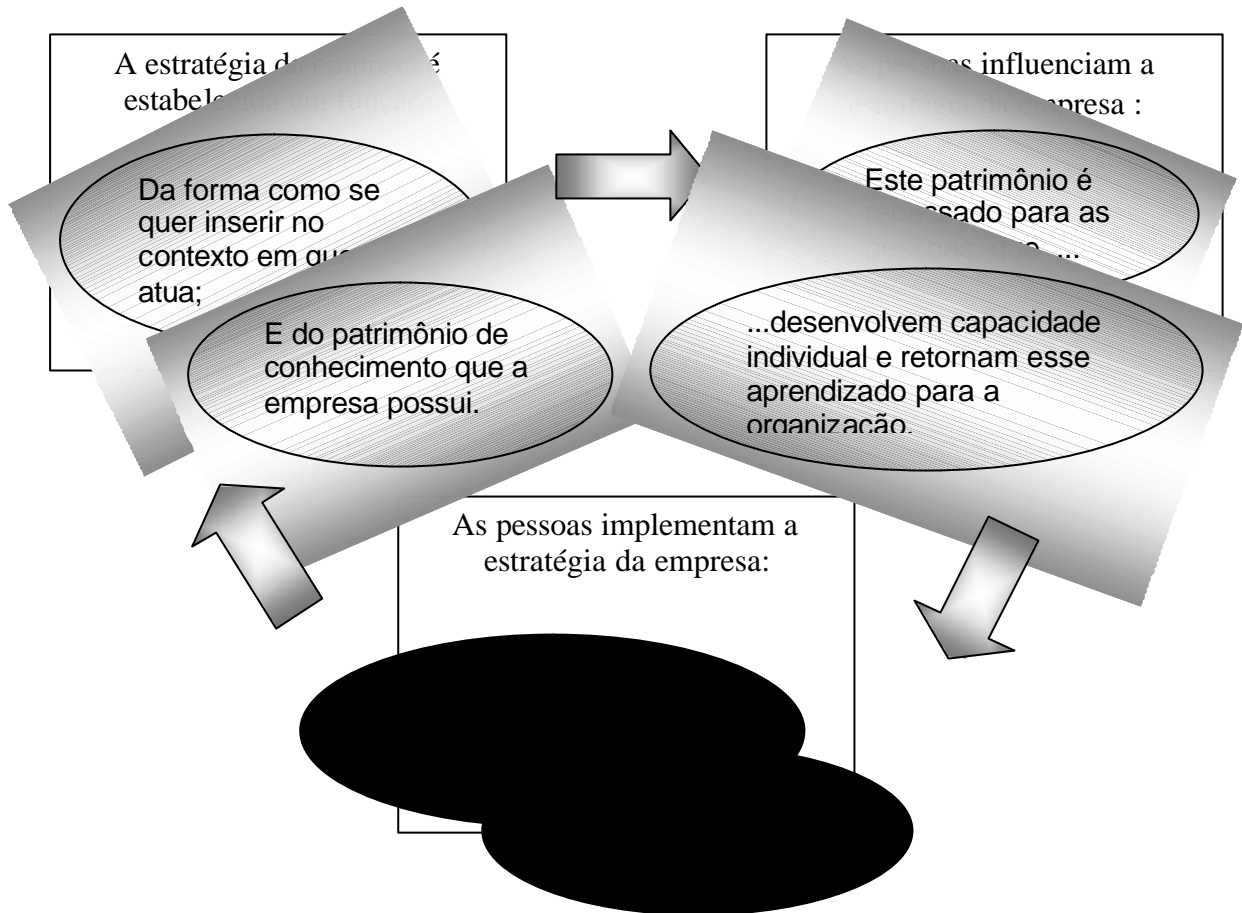 A estratégia da empresa é
estabelecida em função
Da forma como se
quer inserir no
contexto em que
atua;
E do patrimônio de
conhecimento que a
empresa possui.
As pessoas influenciam a
estratégia da empresa :
Este patrimônio é
repassado para as
pessoas que ...
...desenvolvem capacidade
individual e retornam esse
aprendizado para a
organização.
As pessoas implementam a
estratégia da empresa: